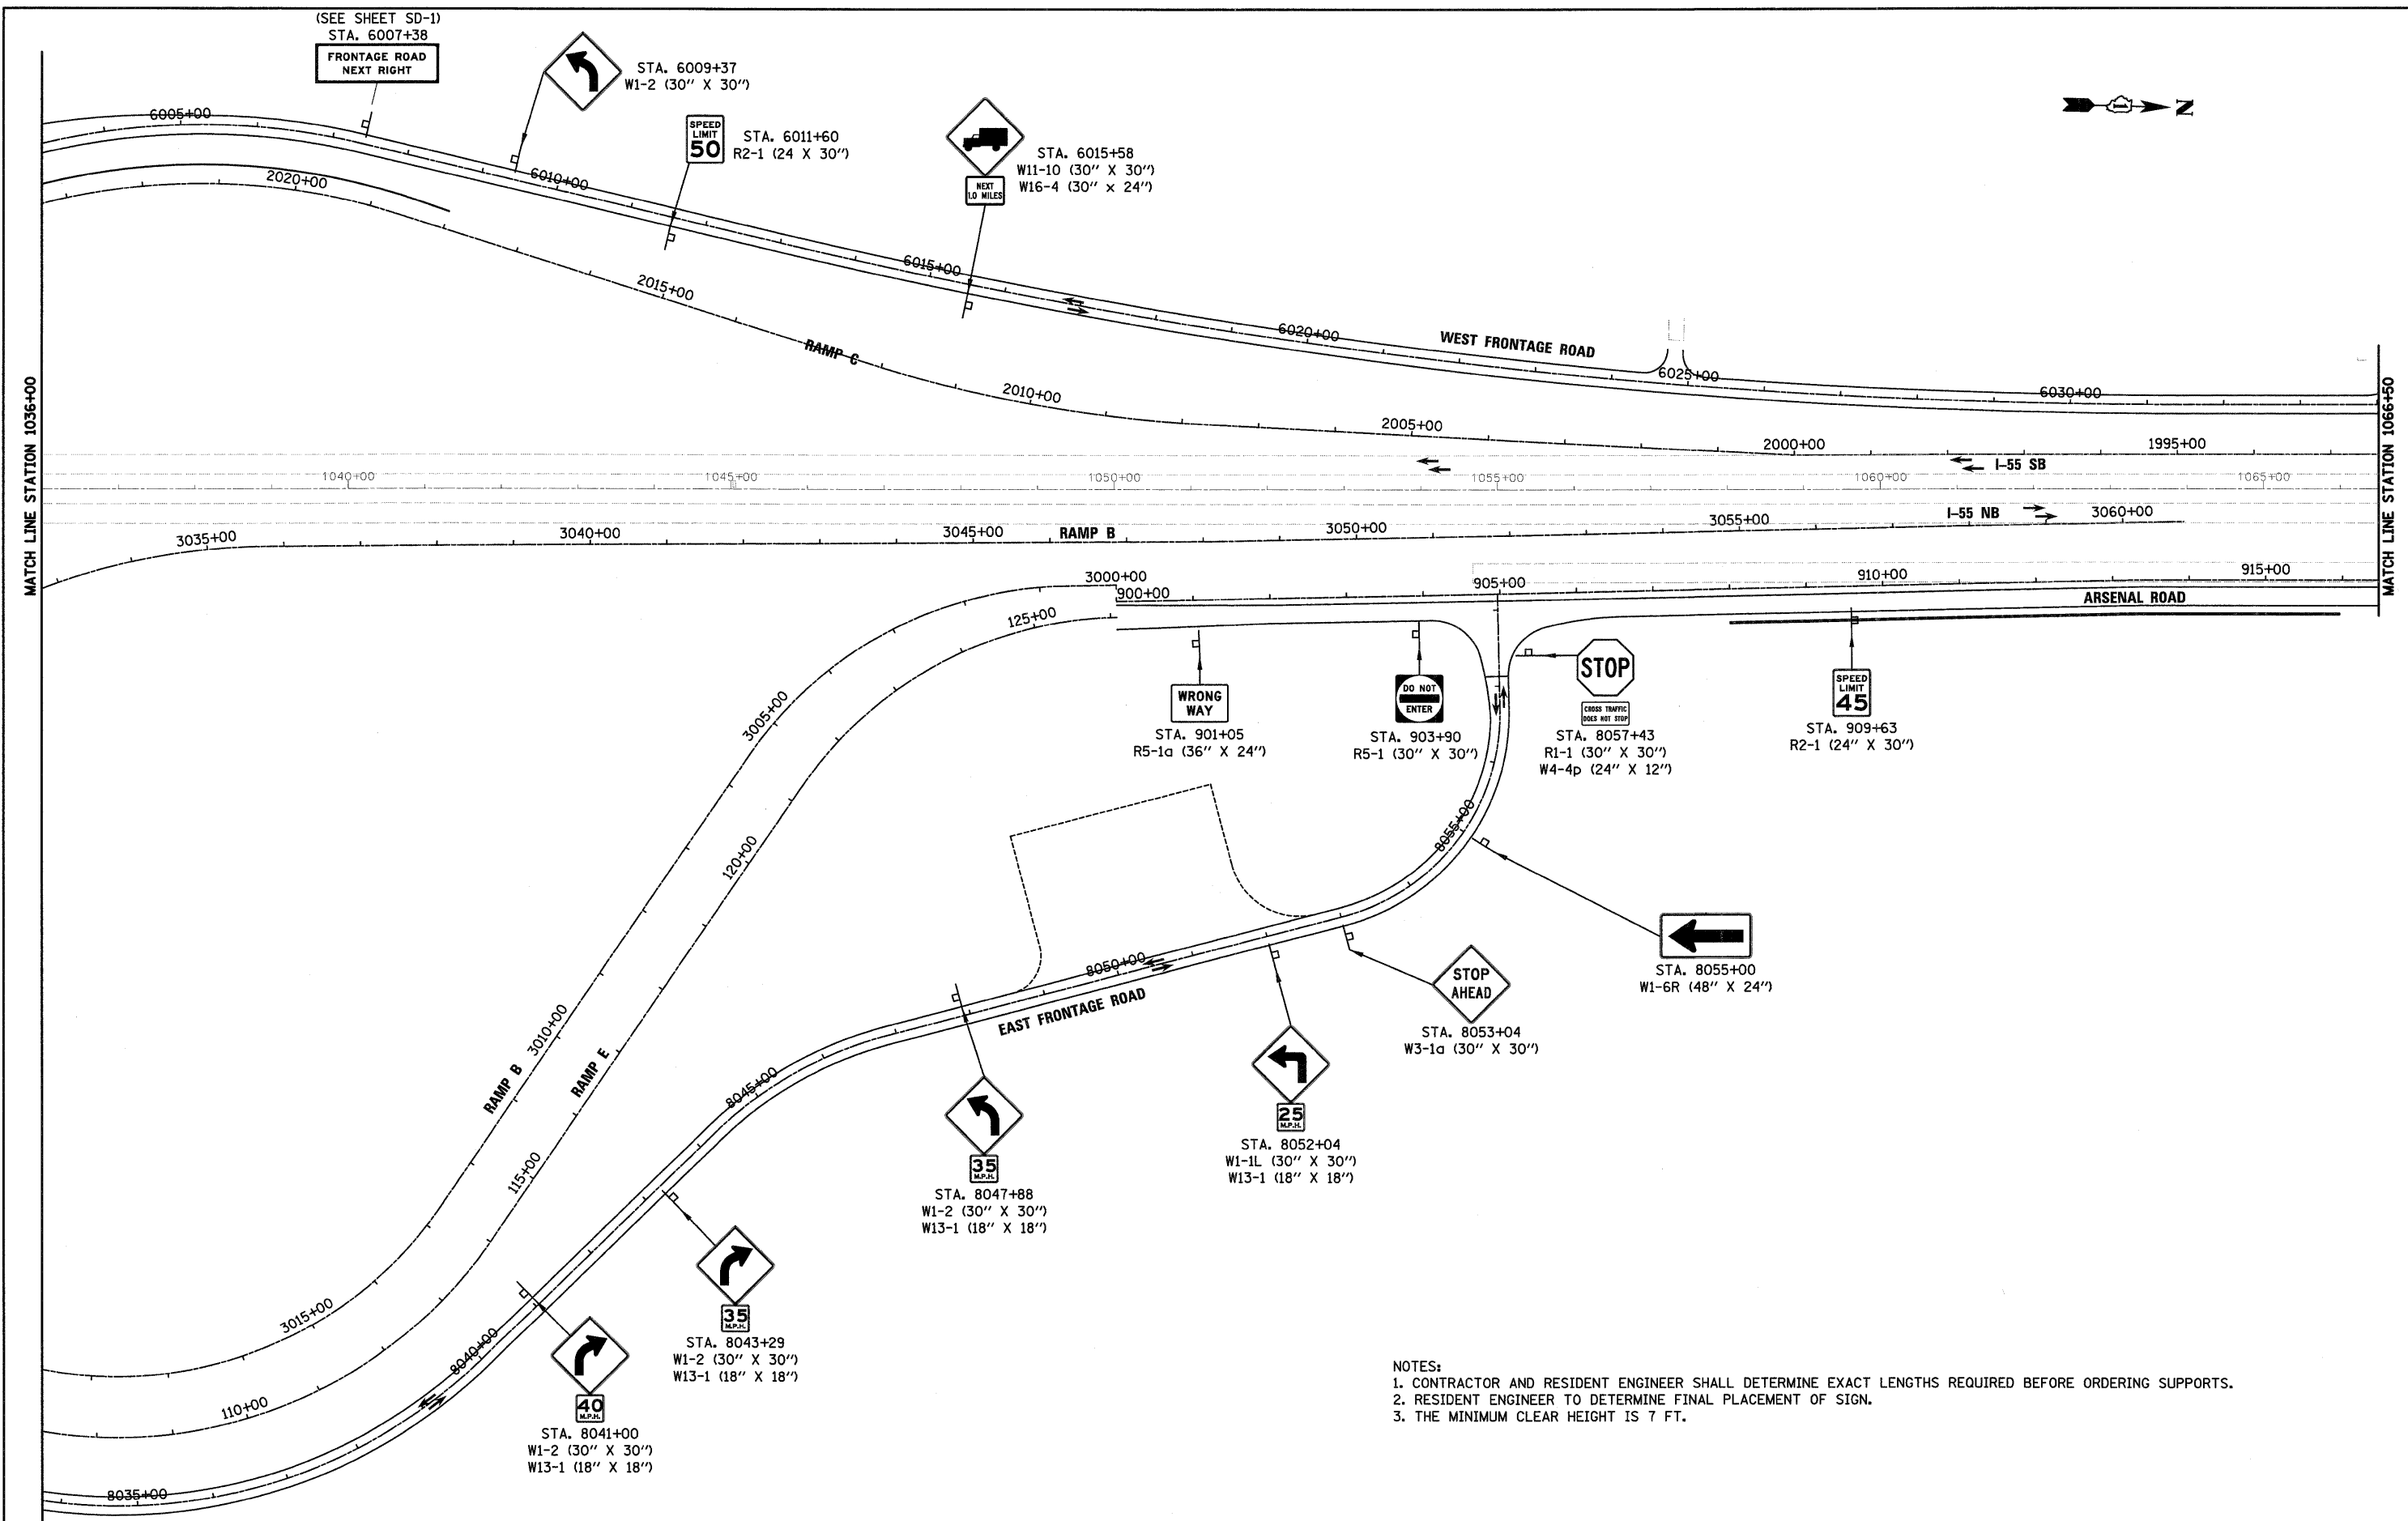 (SEE SHEET SD-1)
STA. 6007+38
FRONTAGE ROAD
NEXT RIGHT
STA. 6009+37
W1-2 (30" X 30")
SPEED
LIMIT
50
STA. 6011+60
R2-1 (24 X 30")
NEXT
1.0 MILES
STA. 6015+58
W11-10 (30" X 30")
W16-4 (30" x 24")
N
6005+00
6010+00
6015+00
6020+00
WEST FRONTAGE ROAD
6025+00
6030+00
2020+00
2015+00
RAMP C
2010+00
2005+00
2000+00
1995+00
MATCH LINE STATION 1036+00
MATCH LINE STATION 1066+50
I-55 SB
1040+00
1045+00
1050+00
1055+00
1060+00
1065+00
I-55 NB
3035+00
3040+00
3045+00
RAMP B
3050+00
3055+00
3060+00
3000+00
900+00
905+00
910+00
915+00
ARSENAL ROAD
125+00
3005+00
120+00
3010+00
RAMP B
RAMP E
115+00
3015+00
110+00
WRONG
WAY
STA. 901+05
R5-1a (36" X 24")
DO NOT
ENTER
STA. 903+90
R5-1 (30" X 30")
STOP
CROSS TRAFFIC
DOES NOT STOP
STA. 8057+43
R1-1 (30" X 30")
W4-4p (24" X 12")
SPEED
LIMIT
45
STA. 909+63
R2-1 (24" X 30")
8055+00
STA. 8055+00
W1-6R (48" X 24")
8050+00
EAST FRONTAGE ROAD
STOP
AHEAD
STA. 8053+04
W3-1a (30" X 30")
25
M.P.H.
STA. 8052+04
W1-1L (30" X 30")
W13-1 (18" X 18")
8045+00
35
M.P.H.
STA. 8047+88
W1-2 (30" X 30")
W13-1 (18" X 18")
35
M.P.H.
STA. 8043+29
W1-2 (30" X 30")
W13-1 (18" X 18")
8040+00
40
M.P.H.
STA. 8041+00
W1-2 (30" X 30")
W13-1 (18" X 18")
8035+00
NOTES:
1. CONTRACTOR AND RESIDENT ENGINEER SHALL DETERMINE EXACT LENGTHS REQUIRED BEFORE ORDERING SUPPORTS.
2. RESIDENT ENGINEER TO DETERMINE FINAL PLACEMENT OF SIGN.
3. THE MINIMUM CLEAR HEIGHT IS 7 FT.